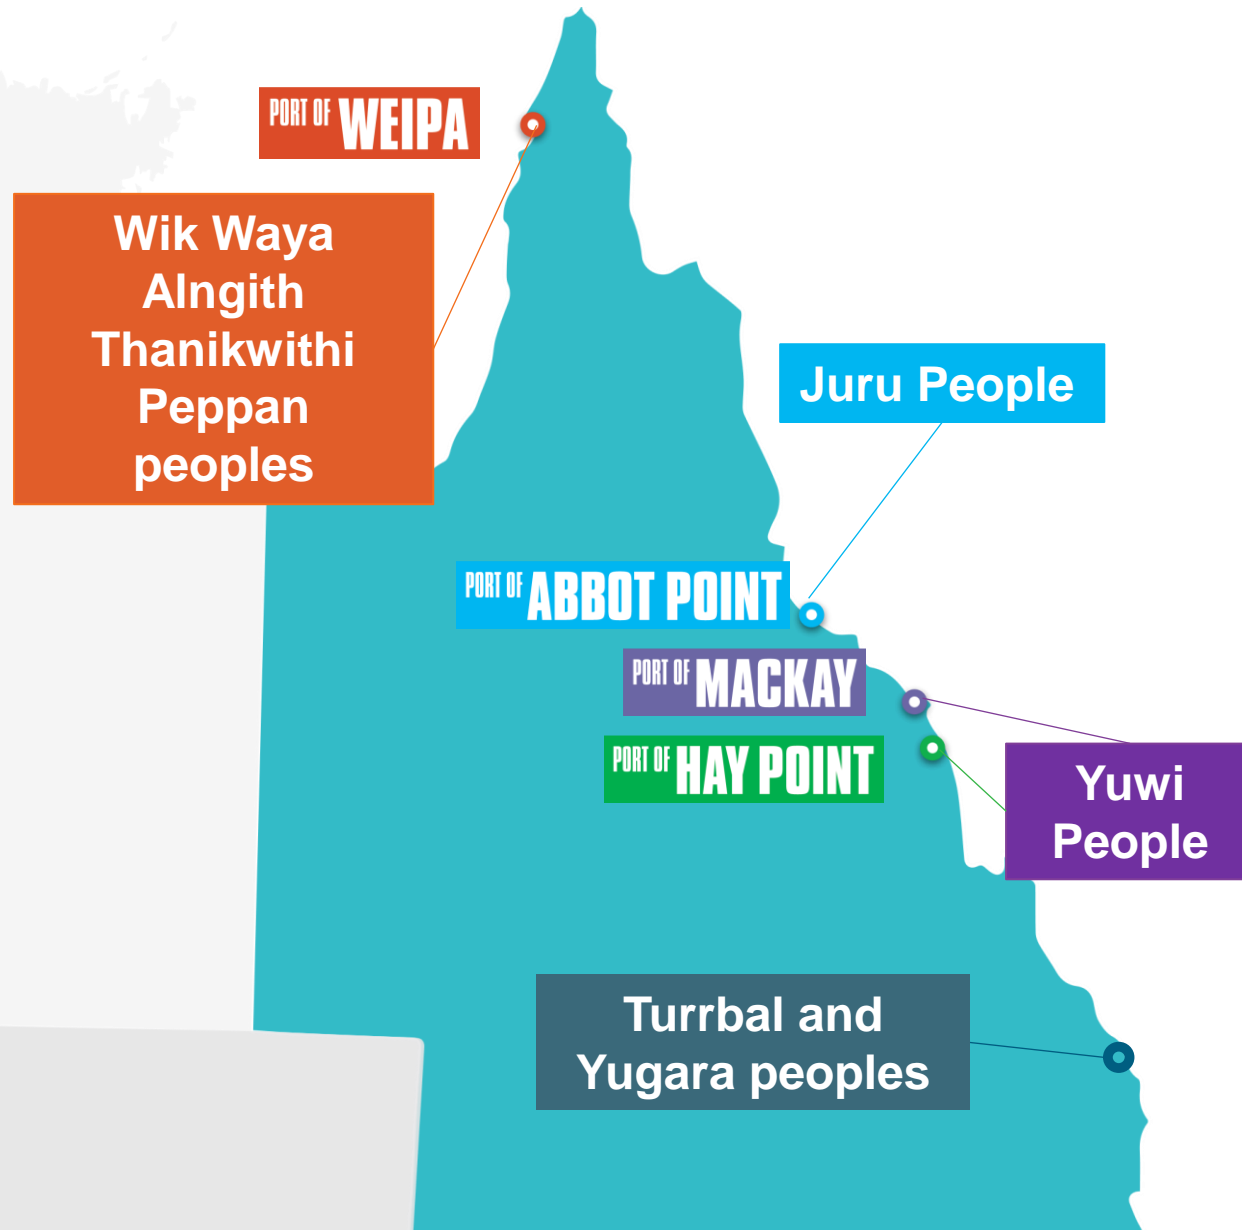 PORT OF WEIPA
Wik Waya
Alngith
Thanikwithi
Peppan
peoples
Juru People
PORT OF ABBOT POINT
PORT OF MACKAY
PORT OF HAY POINT
Yuwi
People
Turrbal and
Yugara peoples